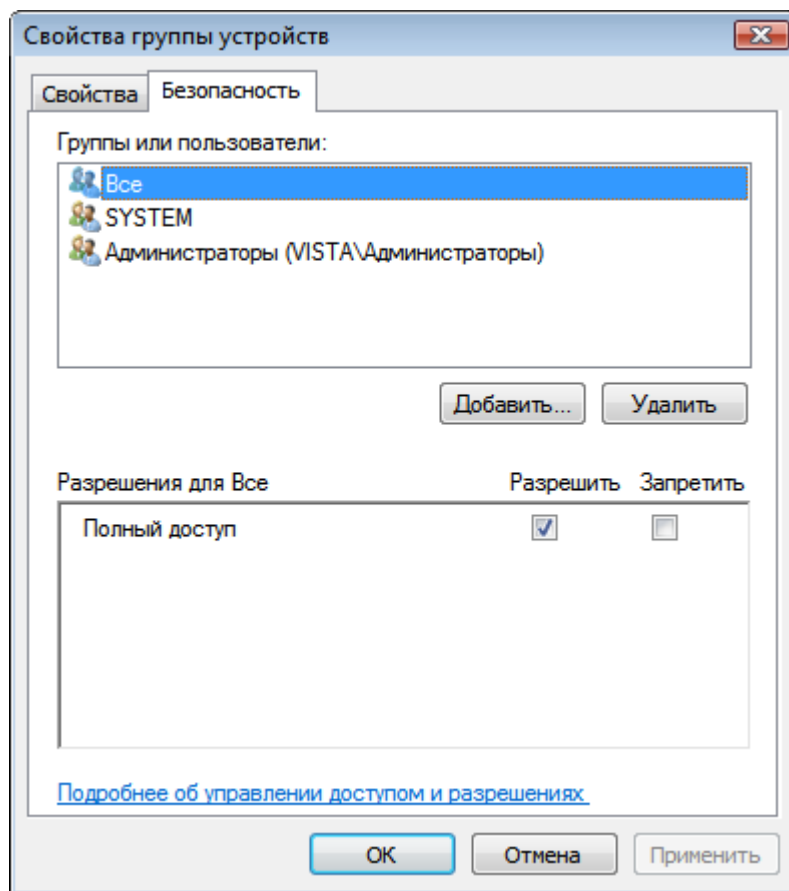 Свойства группы устройств
Свойства Безопасность
Группы или пользователи:
Все
SYSTEM
Администраторы (VISTA\Администраторы)
Добавить... Удалить
Разрешения для Все Разрешить Запретить
Полный доступ
Подробнее об управлении доступом и разрешениях
OK Отмена Применить